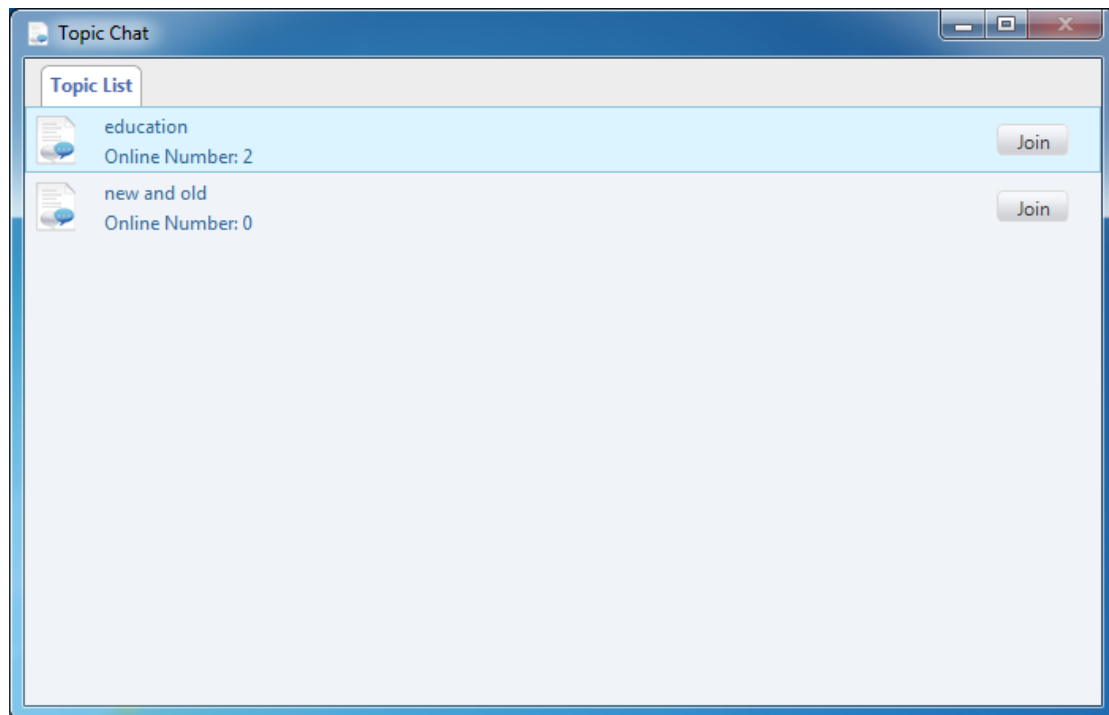 Topic Chat
Topic List
education
Online Number: 2
Join
new and old
Online Number: 0
Join